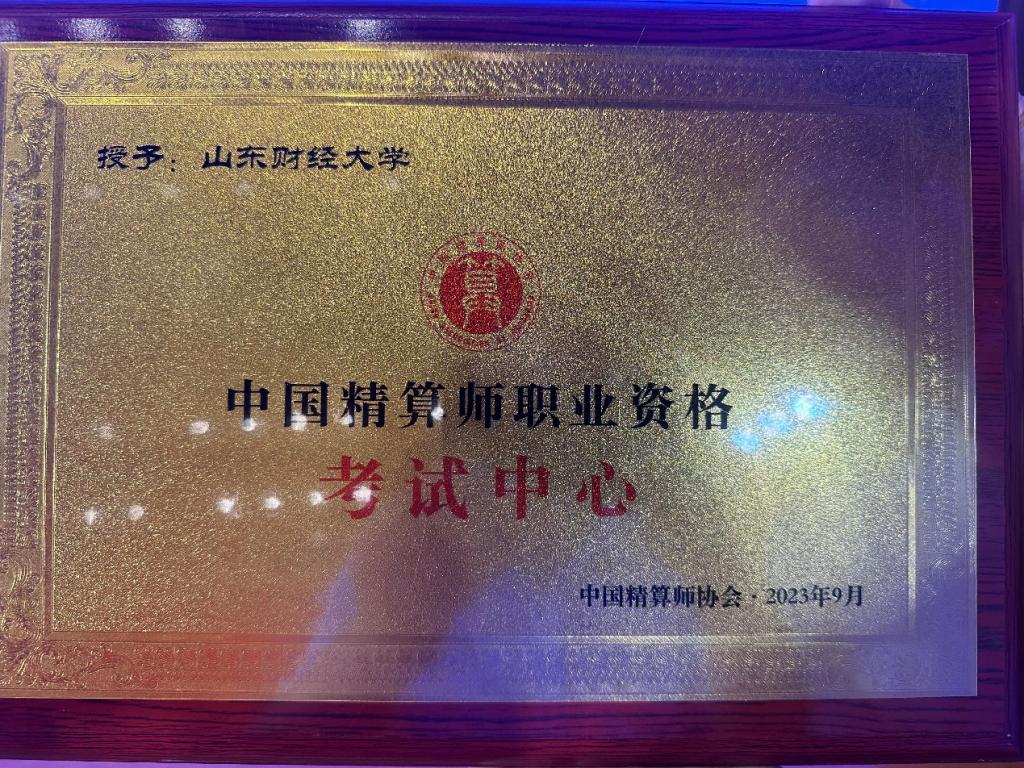 授予：山东财经大学
中国精算师职业资格
考试中心
中国精算师协会·2023年9月